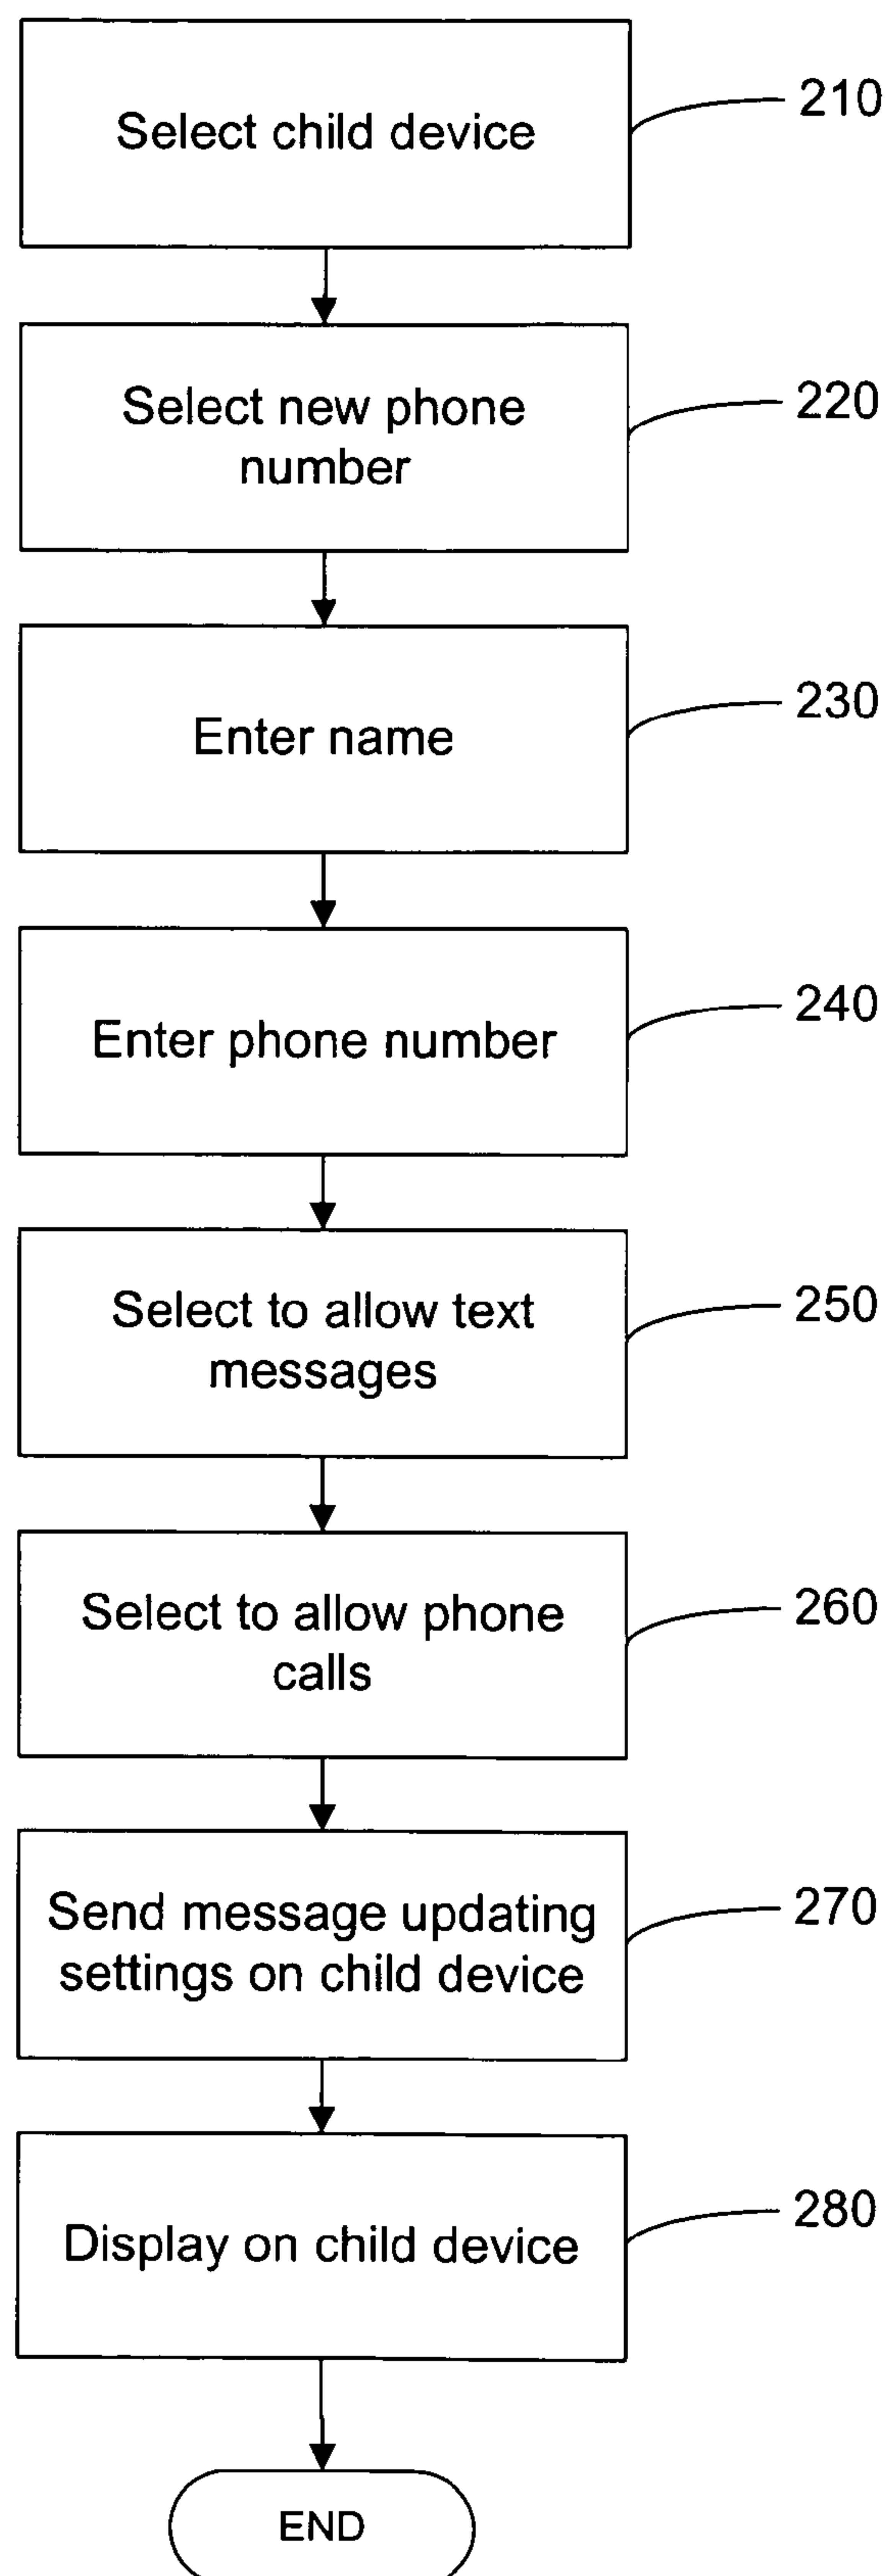 Select child device
210
Select new phone
number
220
Enter name
230
Enter phone number
240
Select to allow text
messages
250
Select to allow phone
calls
260
Send message updating
settings on child device
270
Display on child device
280
END